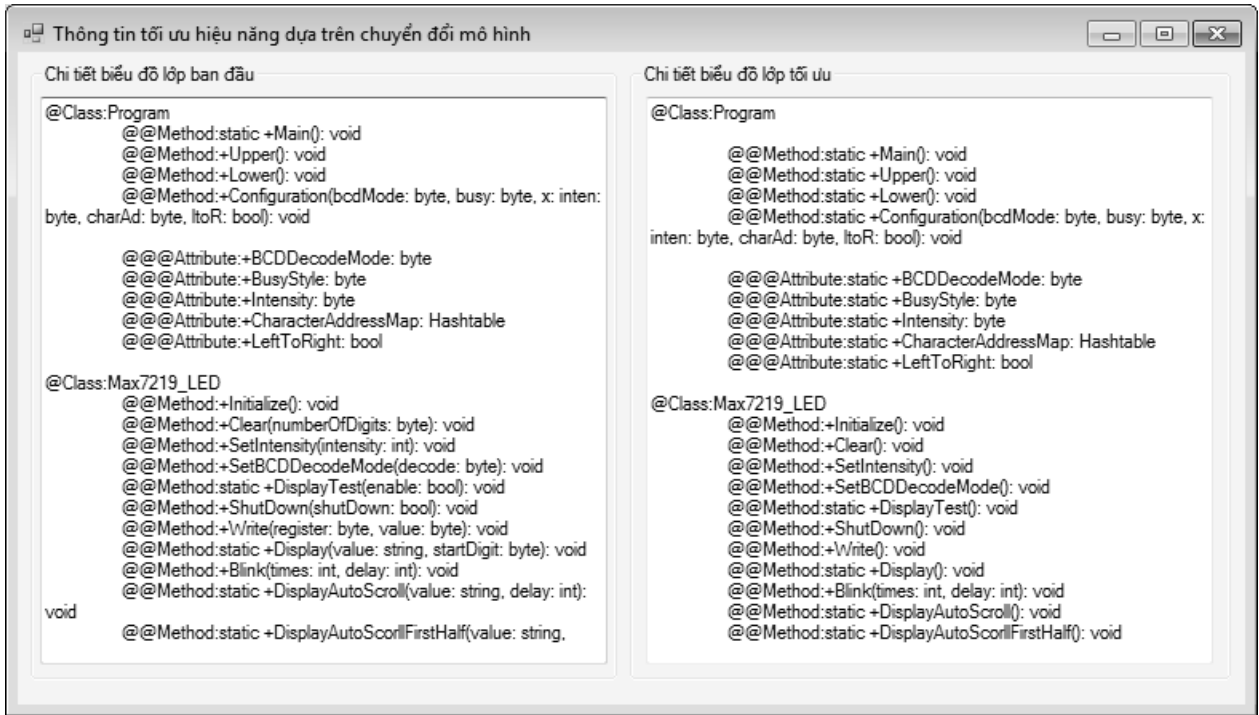 Thông tin tối ưu hiệu năng dựa trên chuyển đổi mô hình
Chi tiết biểu đồ lớp ban đầu
@Class:Program
@@Method:static +Main(): void
@@Method:+Upper(): void
@@Method:+Lower(): void
@@Method:+Configuration(bcdMode: byte, busy: byte, x: inten:
byte, charAd: byte, ltoR: bool): void
@@@Attribute:+BCDDecodeMode: byte
@@@Attribute:+BusyStyle: byte
@@@Attribute:+Intensity: byte
@@@Attribute:+CharacterAddressMap: Hashtable
@@@Attribute:+LeftToRight: bool
@Class:Max7219_LED
@@Method:+Initialize(): void
@@Method:+Clear(numberOfDigits: byte): void
@@Method:+SetIntensity(intensity: int): void
@@Method:+SetBCDDecodeMode(decode: byte): void
@@Method:static +DisplayTest(enable: bool): void
@@Method:+ShutDown(shutDown: bool): void
@@Method:+Write(register: byte, value: byte): void
@@Method:static +Display(value: string, startDigit: byte): void
@@Method:+Blink(times: int, delay: int): void
@@Method:static +DisplayAutoScroll(value: string, delay: int):
void
@@Method:static +DisplayAutoScorllFirstHalf(value: string,
Chi tiết biểu đồ lớp tối ưu
@Class:Program
@@Method:static +Main(): void
@@Method:static +Upper(): void
@@Method:static +Lower(): void
@@Method:static +Configuration(bcdMode: byte, busy: byte, x:
inten: byte, charAd: byte, ltoR: bool): void
@@@Attribute:static +BCDDecodeMode: byte
@@@Attribute:static +BusyStyle: byte
@@@Attribute:static +Intensity: byte
@@@Attribute:static +CharacterAddressMap: Hashtable
@@@Attribute:static +LeftToRight: bool
@Class:Max7219_LED
@@Method:+Initialize(): void
@@Method:+Clear(): void
@@Method:+SetIntensity(): void
@@Method:+SetBCDDecodeMode(): void
@@Method:static +DisplayTest(): void
@@Method:+ShutDown(): void
@@Method:+Write(): void
@@Method:static +Display(): void
@@Method:+Blink(times: int, delay: int): void
@@Method:static +DisplayAutoScroll(): void
@@Method:static +DisplayAutoScorllFirstHalf(): void